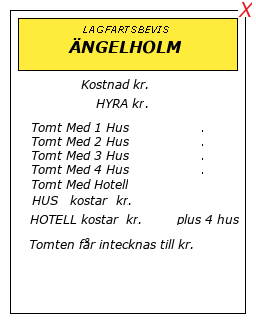 X
LAGFARTSBEVIS
ÄNGELHOLM
Kostnad kr.
HYRA kr.
Tomt Med 1 Hus .
Tomt Med 2 Hus .
Tomt Med 3 Hus .
Tomt Med 4 Hus .
Tomt Med Hotell
HUS kostar kr.
HOTELL kostar kr. plus 4 hus
Tomten får intecknas till kr.